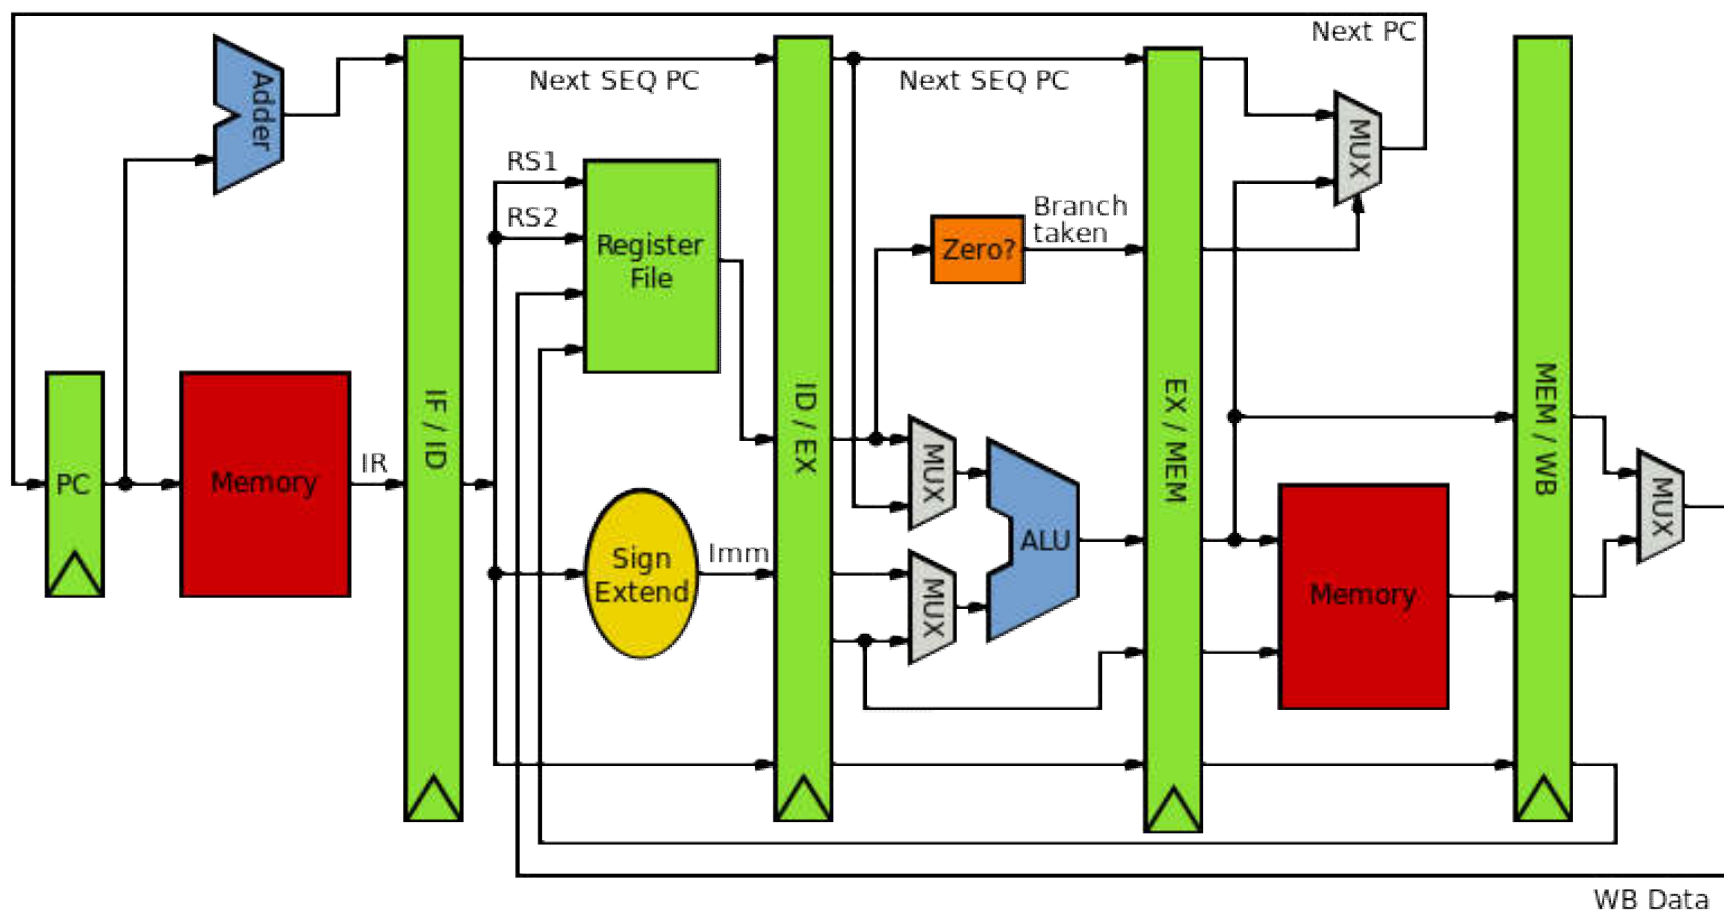 Next PC
Adder
Next SEQ PC
Next SEQ PC
MUX
RS1
RS2
Register
File
Branch
taken
Zero?
IF / ID
ID / EX
EX / MEM
MEM / WB
PC
Memory
IR
MUX
MUX
ALU
Sign
Extend
Imm
MUX
Memory
WB Data